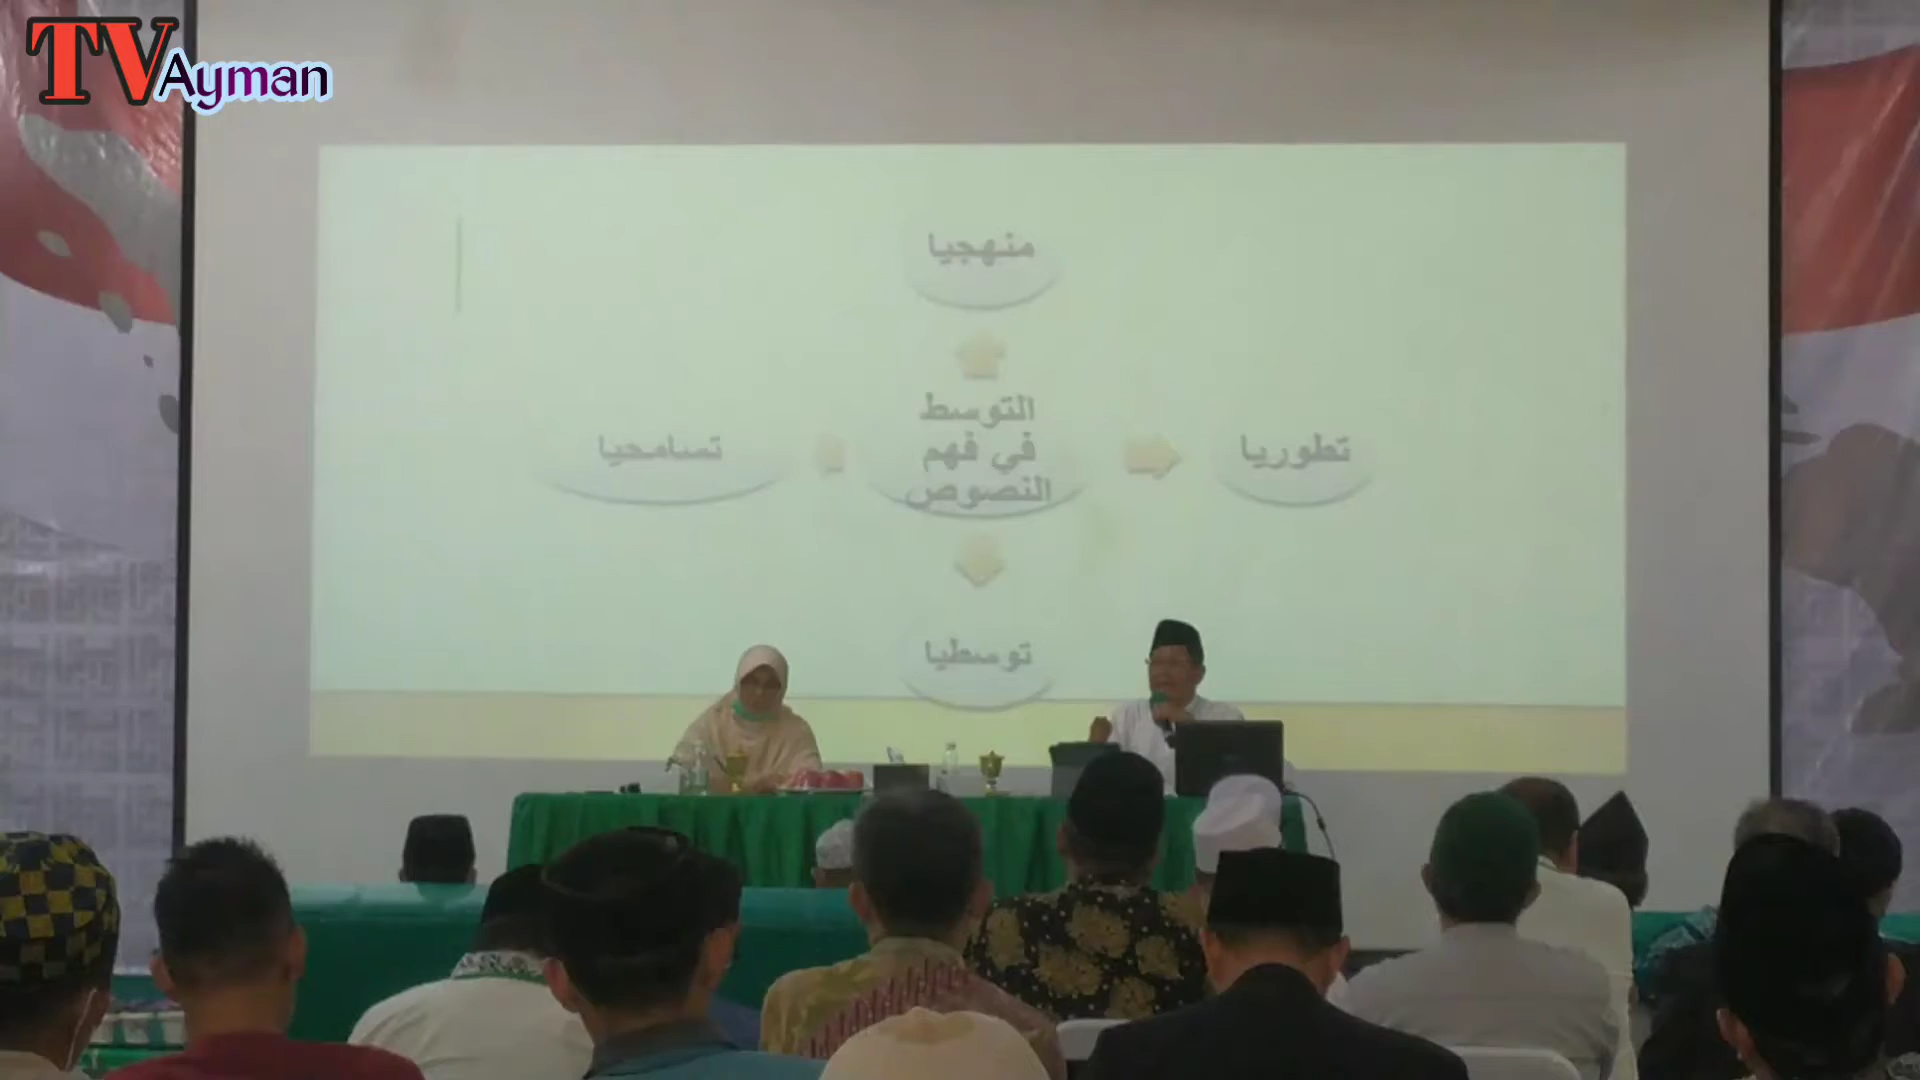 TV Ayman
منهجيا
التوسط
في فهم
النصوص
تطوريا
تسامحيا
توسطيا